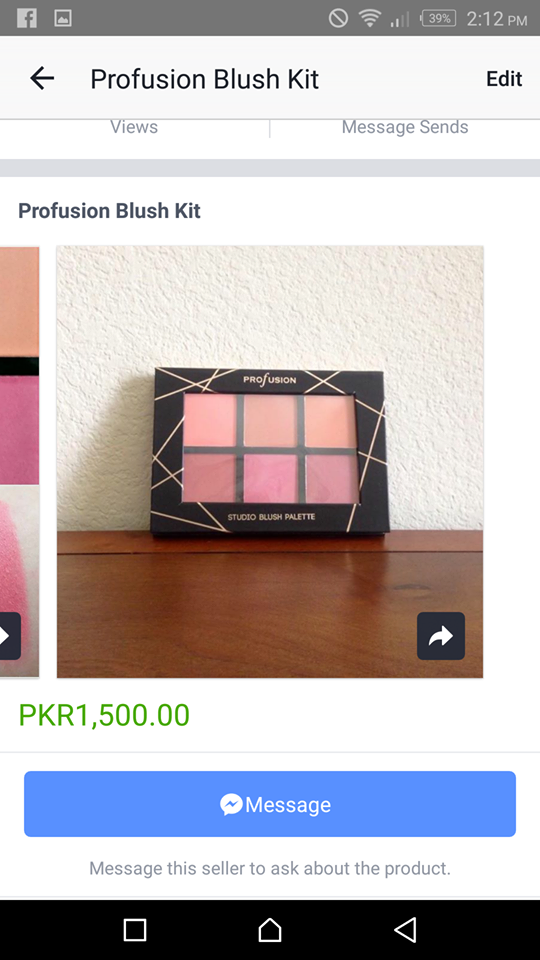 39% 2:12 PM
Profusion Blush Kit Edit
Views Message Sends
Profusion Blush Kit
PROFUSION
STUDIO BLUSH PALETTE
PKR1,500.00
Message
Message this seller to ask about the product.